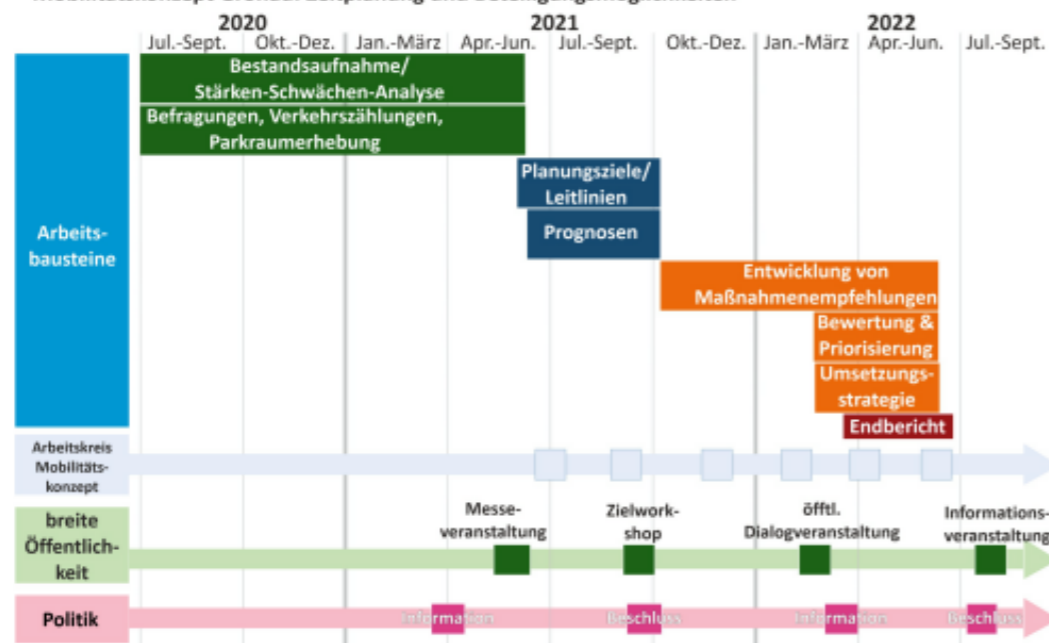 2020 2021 2022
Jul.-Sept. Okt.-Dez. Jan.-März Apr.-Jun. Jul.-Sept. Okt.-Dez. Jan.-März Apr.-Jun. Jul.-Sept.
Bestandsaufnahme/
Stärken-Schwächen-Analyse
Befragungen, Verkehrszählungen,
Parkraumerhebung
Planungsziele/
Leitlinien
Prognosen
Arbeits-
bausteine
Entwicklung von
Maßnahmenempfehlungen
Bewertung &
Priorisierung
Umsetzungs-
strategie
Endbericht
Arbeitskreis
Mobilitäts-
konzept
breite
Öffentlich-
keit
Messe-
veranstaltung
Zielwork-
shop
öfftl.
Dialogveranstaltung
Informations-
veranstaltung
Politik
Information
Beschluss
Information
Beschluss